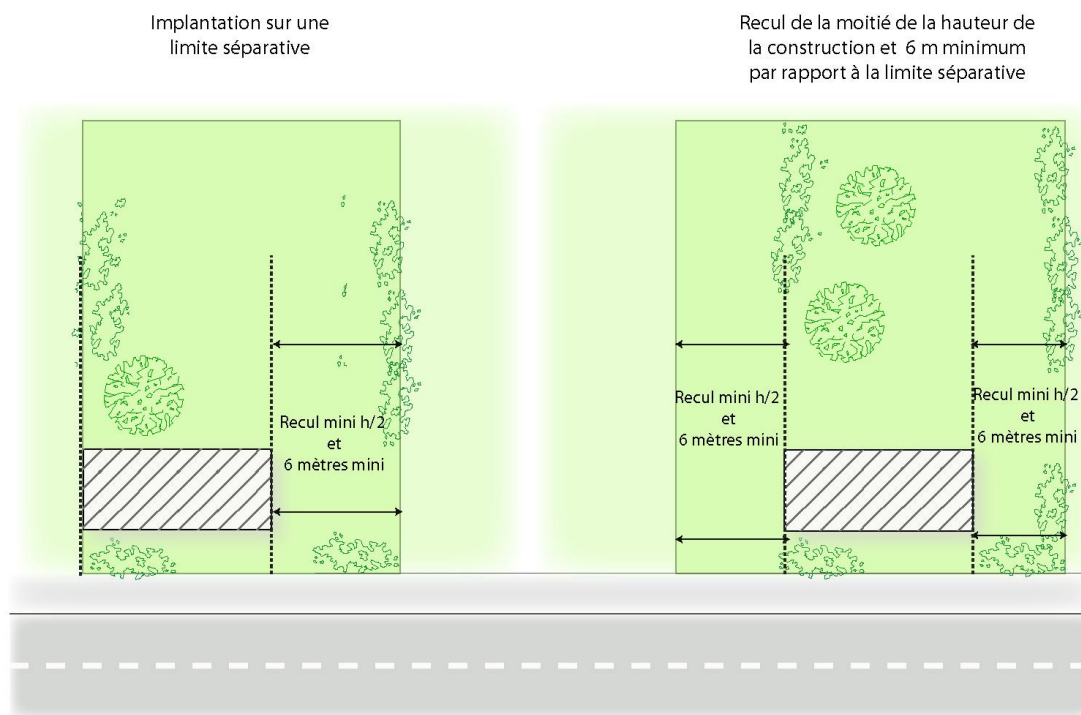 Implantation sur une
limite séparative
Recul de la moitié de la hauteur de
la construction et 6 m minimum
par rapport à la limite séparative
Recul mini h/2
et
6 mètres mini
Recul mini h/2
et
6 mètres mini
Recul mini h/2
et
6 mètres mini